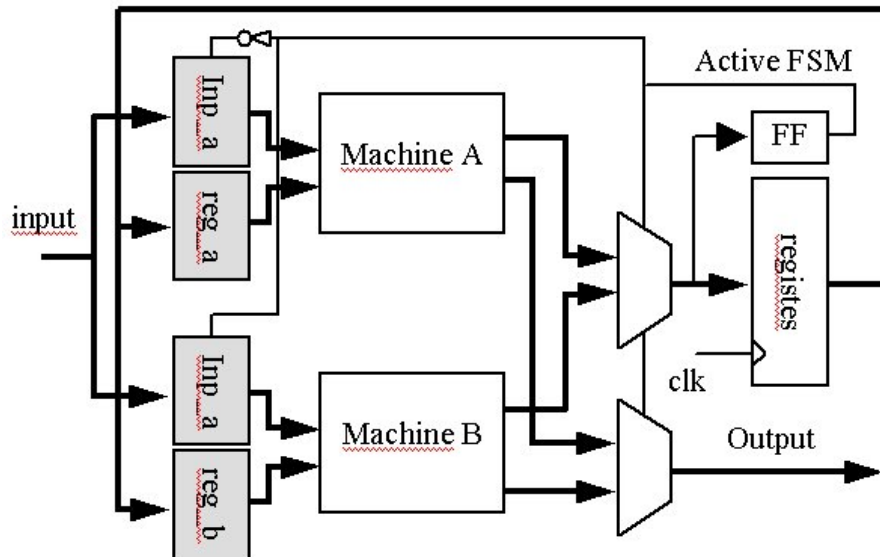 Active FSM
Inp_a
FF
Machine A
reg_a
input
registes
clk
Inp_a
Machine B
Output
reg_b